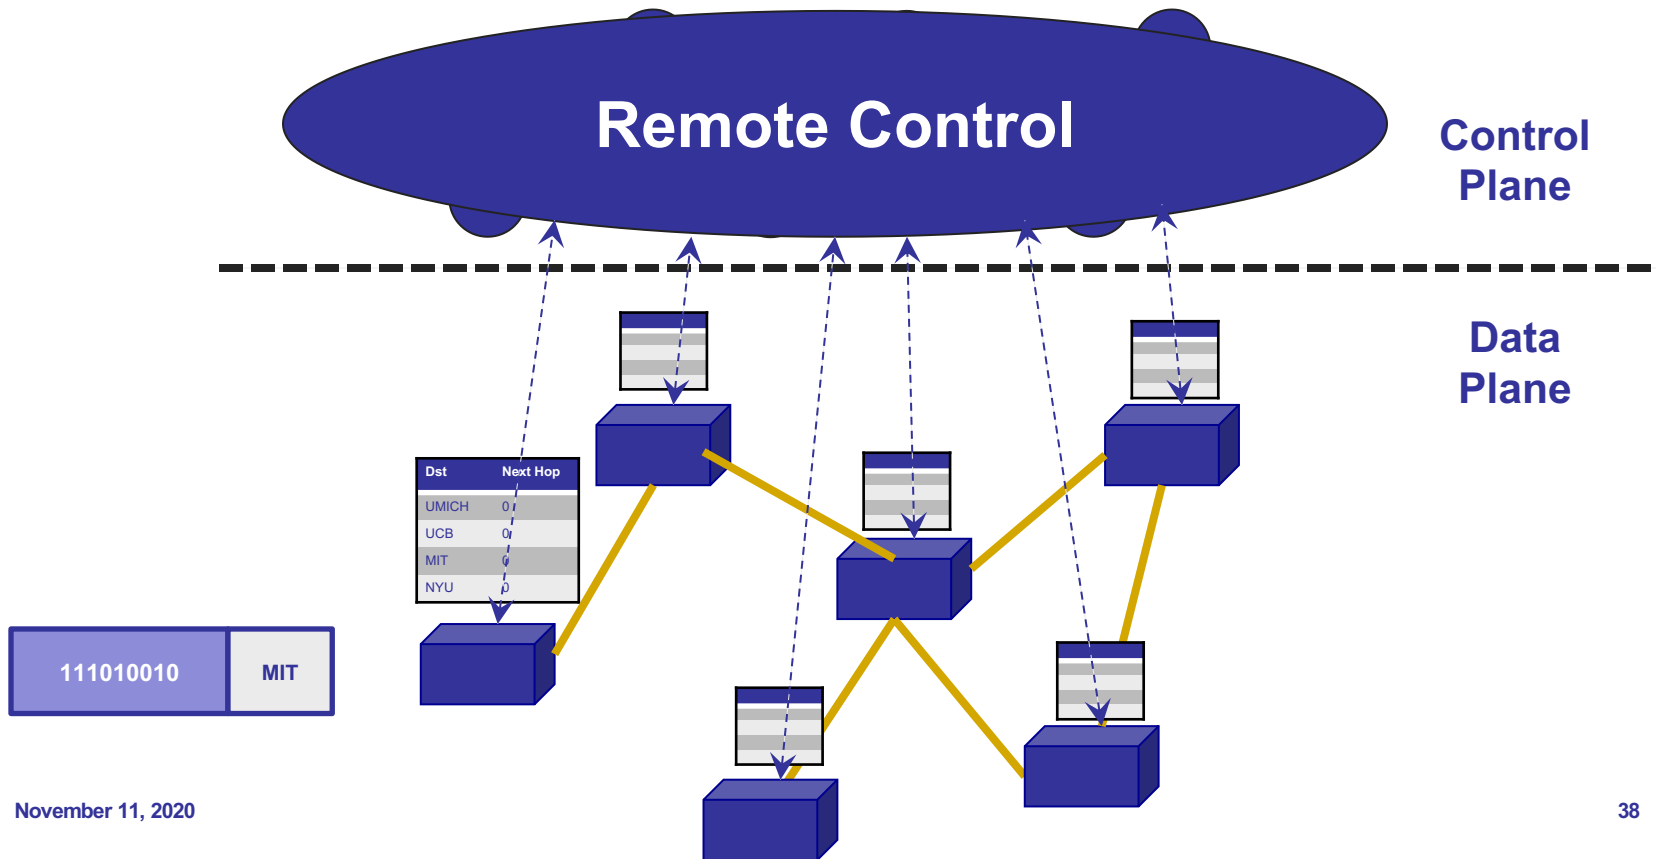 Remote Control
Control
Plane
Data
Plane
Dst Next Hop
UMICH 0
UCB 0
MIT 0
NYU 0
111010010 MIT
November 11, 2020
38